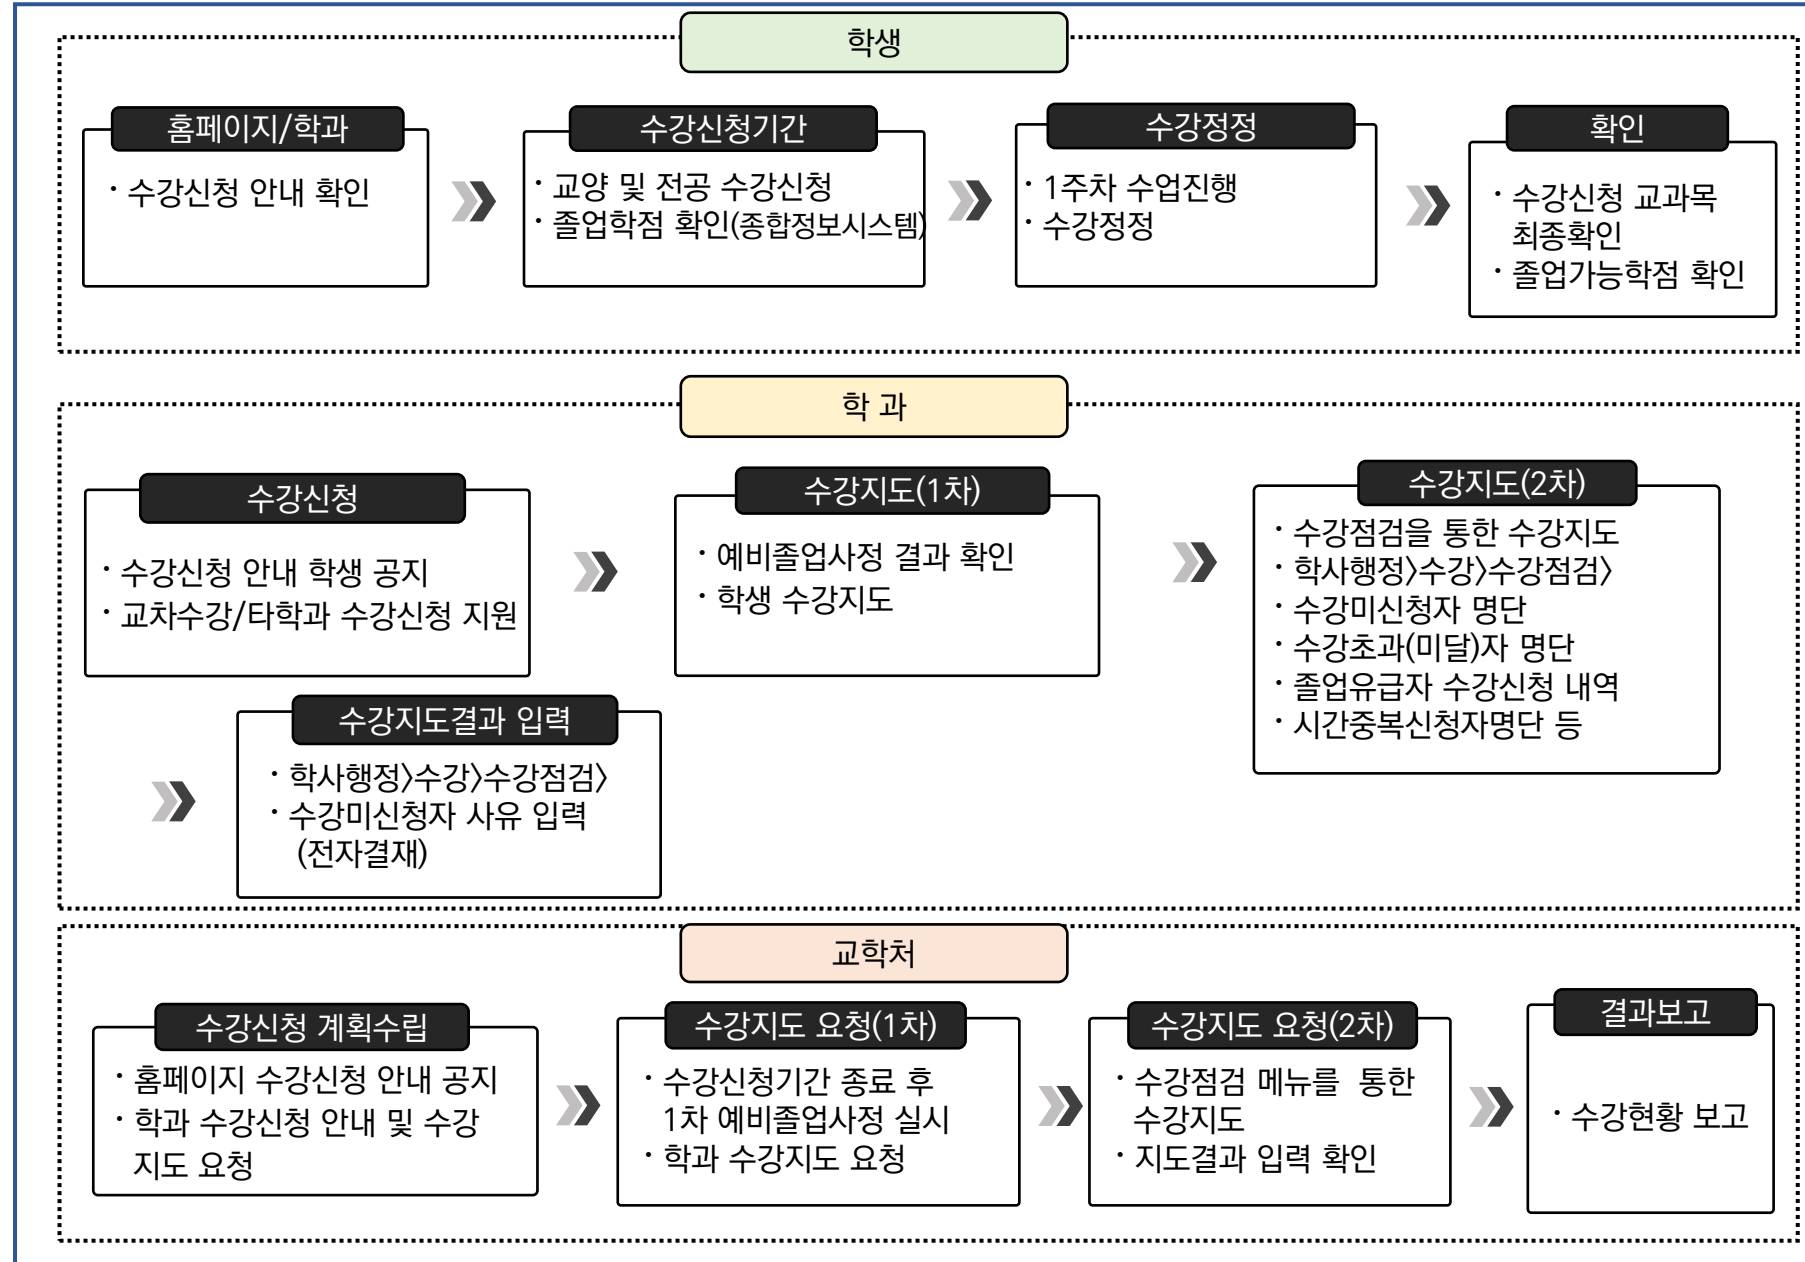 학생
홈페이지/학과
· 수강신청 안내 확인
수강신청기간
· 교양 및 전공 수강신청
· 졸업학점 확인(종합정보시스템)
수강정정
· 1주차 수업진행
· 수강정정
확인
· 수강신청 교과목
최종확인
· 졸업가능학점 확인
학 과
수강신청
· 수강신청 안내 학생 공지
· 교차수강/타학과 수강신청 지원
수강지도(1차)
· 예비졸업사정 결과 확인
· 학생 수강지도
수강지도(2차)
· 수강점검을 통한 수강지도
· 학사행정〉수강〉수강점검〉
· 수강미신청자 명단
· 수강초과(미달)자 명단
· 졸업유급자 수강신청 내역
· 시간중복신청자명단 등
수강지도결과 입력
· 학사행정〉수강〉수강점검〉
· 수강미신청자 사유 입력
(전자결재)
교학처
수강신청 계획수립
· 홈페이지 수강신청 안내 공지
· 학과 수강신청 안내 및 수강
지도 요청
수강지도 요청(1차)
· 수강신청기간 종료 후
1차 예비졸업사정 실시
· 학과 수강지도 요청
수강지도 요청(2차)
· 수강점검 메뉴를 통한
수강지도
· 지도결과 입력 확인
결과보고
· 수강현황 보고